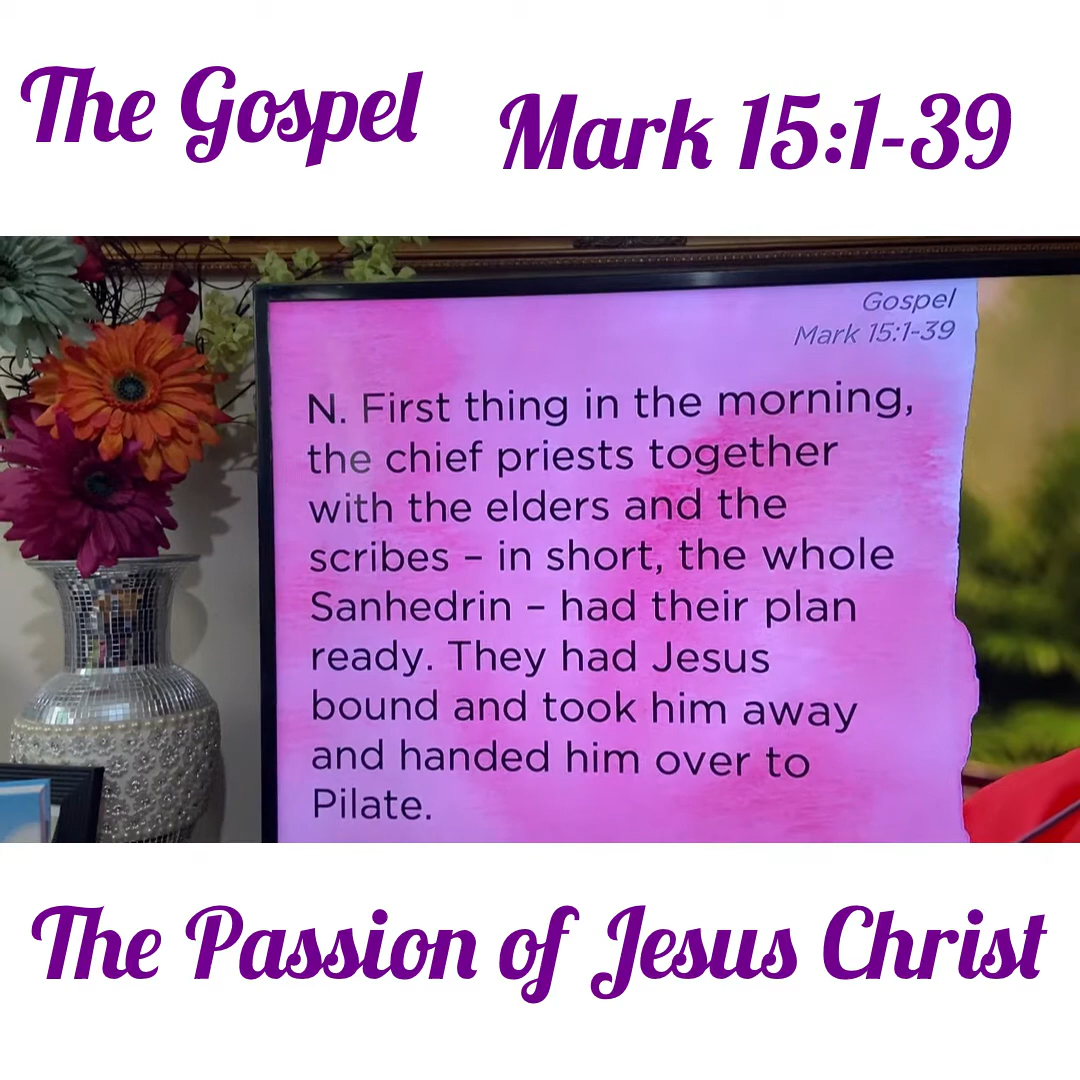 The Gospel
Mark 15:1-39
Gospel
Mark 15:1-39
N. First thing in the morning,
the chief priests together
with the elders and the
scribes – in short, the whole
Sanhedrin – had their plan
ready. They had Jesus
bound and took him away
and handed him over to
Pilate.
The Passion of Jesus Christ